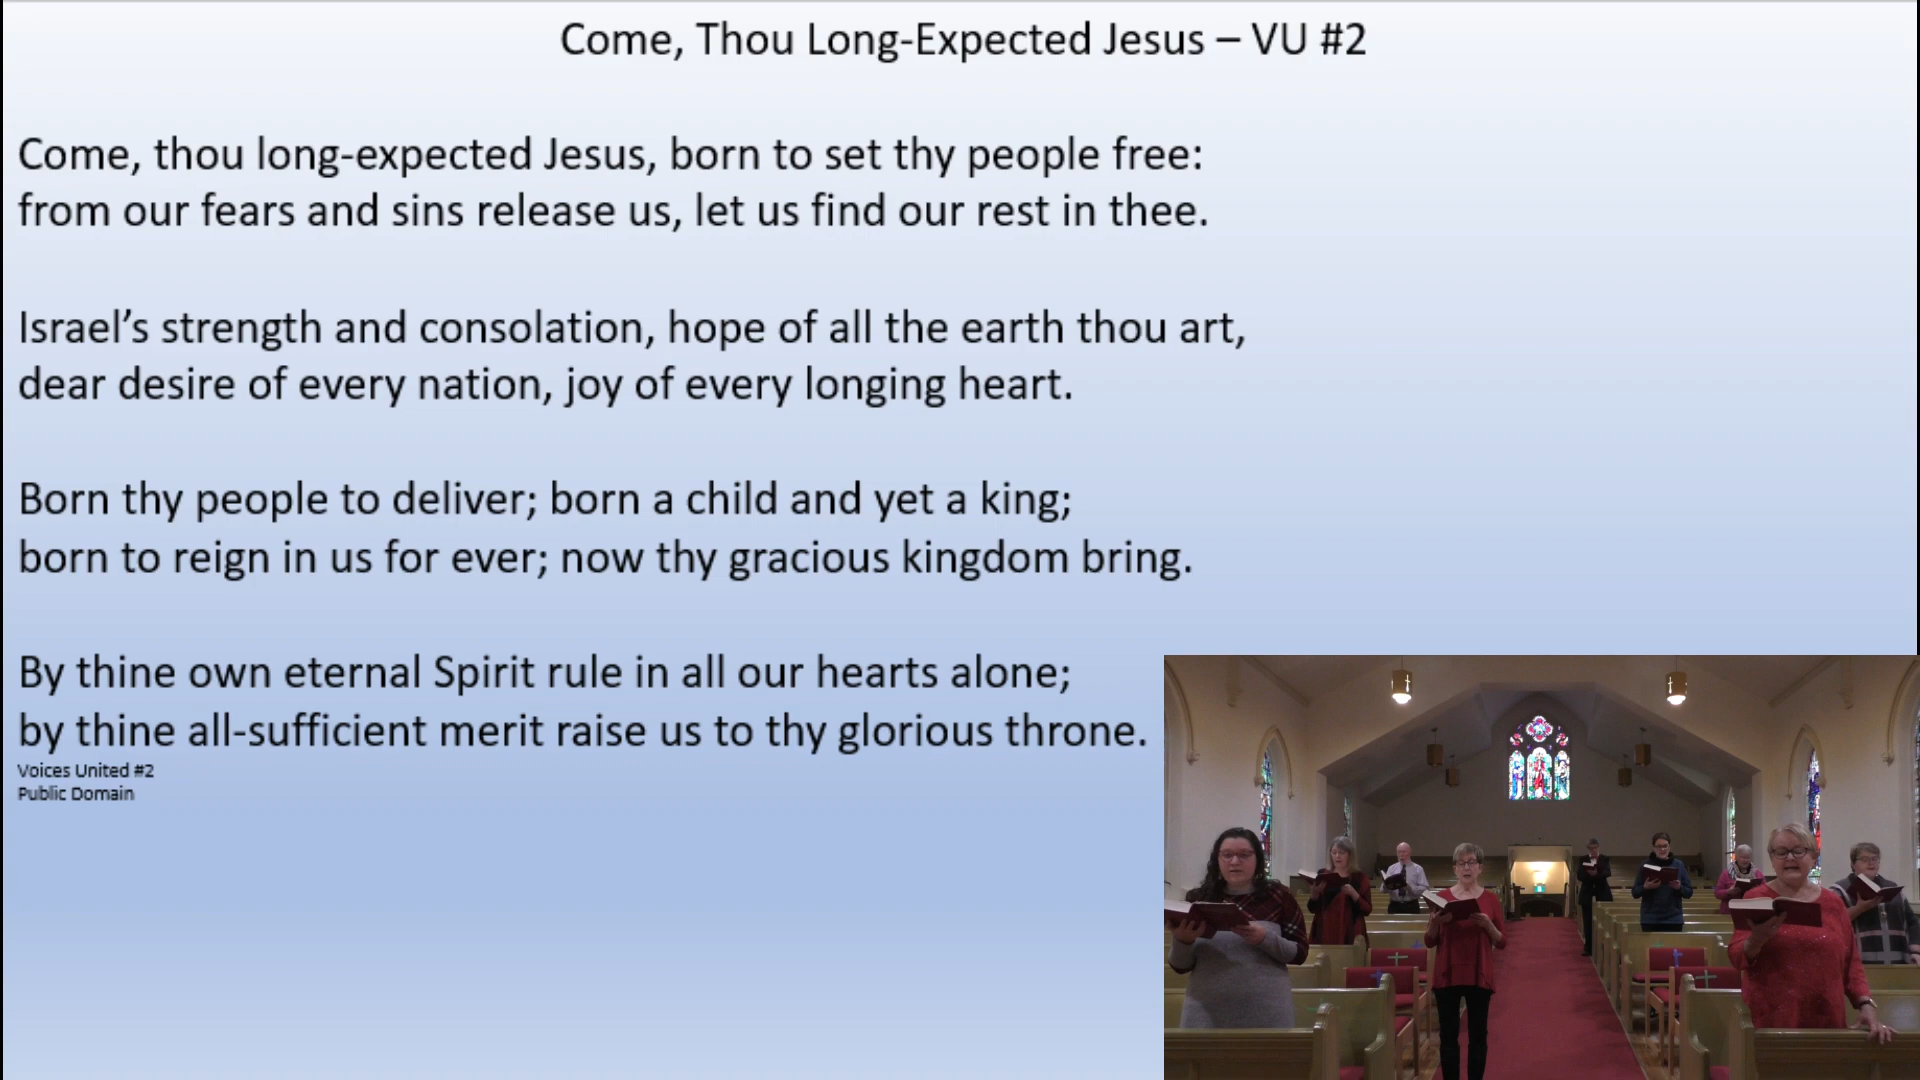 Come, Thou Long-Expected Jesus – VU #2
Come, thou long-expected Jesus, born to set thy people free:
from our fears and sins release us, let us find our rest in thee.
Israel’s strength and consolation, hope of all the earth thou art,
dear desire of every nation, joy of every longing heart.
Born thy people to deliver; born a child and yet a king;
born to reign in us for ever; now thy gracious kingdom bring.
By thine own eternal Spirit rule in all our hearts alone;
by thine all-sufficient merit raise us to thy glorious throne.
Voices United #2
Public Domain